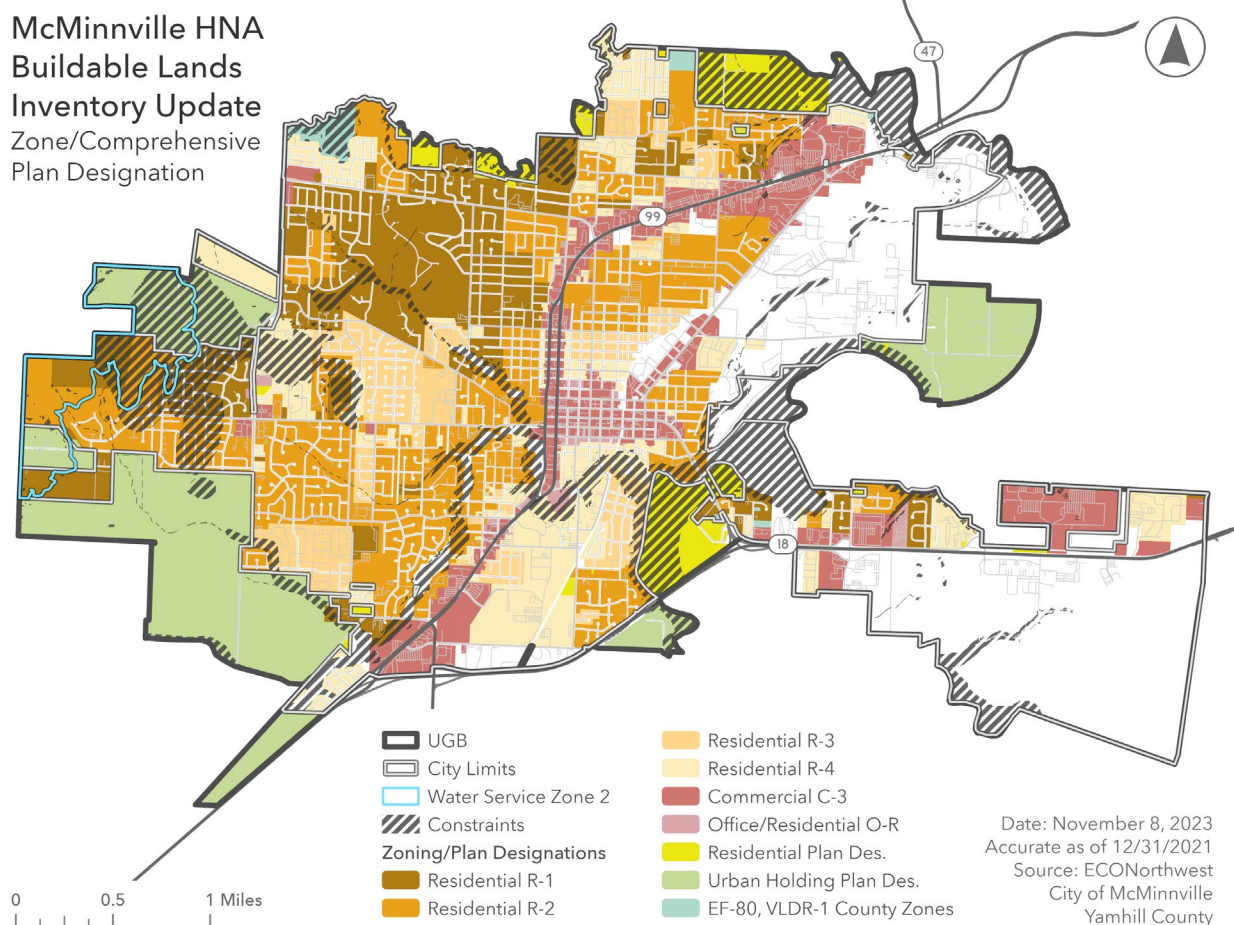 McMinnville HNA
Buildable Lands
Inventory Update
Zone/Comprehensive
Plan Designation
47
99
18
UGB
City Limits
Water Service Zone 2
Constraints
Zoning/Plan Designations
Residential R-1
Residential R-2
Residential R-3
Residential R-4
Commercial C-3
Office/Residential O-R
Residential Plan Des.
Urban Holding Plan Des.
EF-80, VLDR-1 County Zones
Date: November 8, 2023
Accurate as of 12/31/2021
Source: ECONorthwest
City of McMinnville
Yamhill County
0 0.5 1 Miles